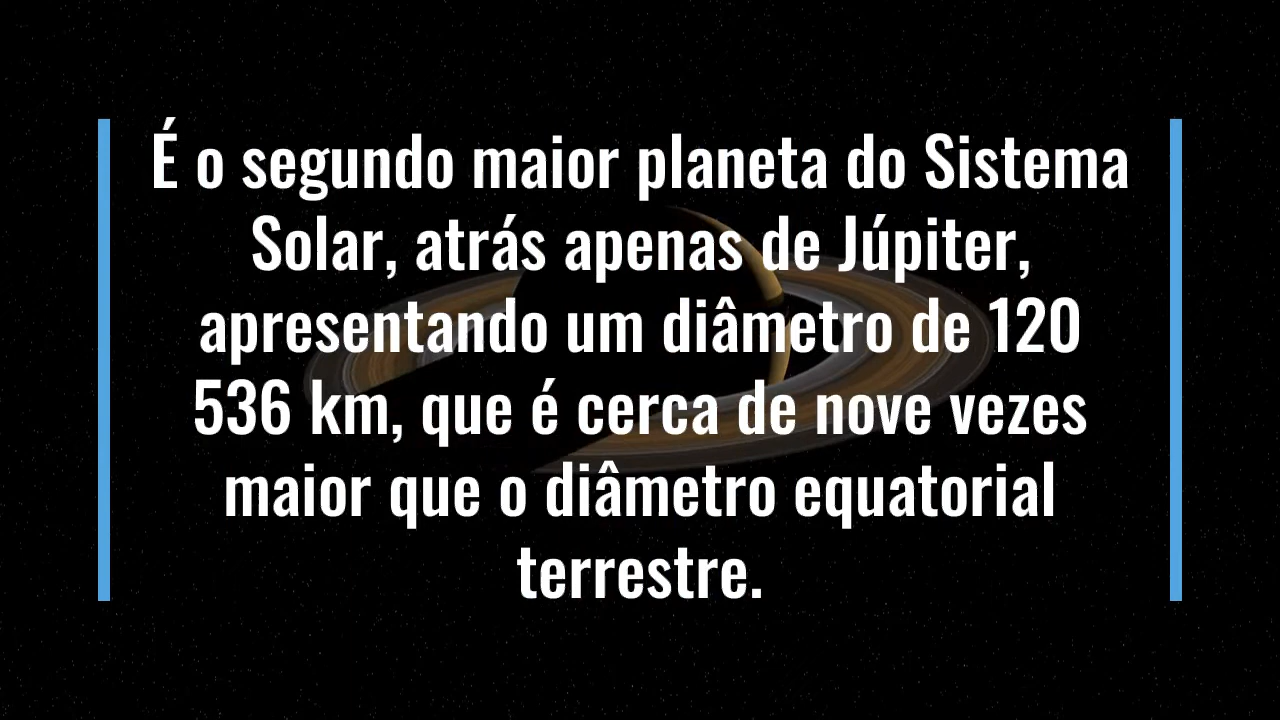 É o segundo maior planeta do Sistema
Solar, atrás apenas de Júpiter,
apresentando um diâmetro de 120
536 km, que é cerca de nove vezes
maior que o diâmetro equatorial
terrestre.